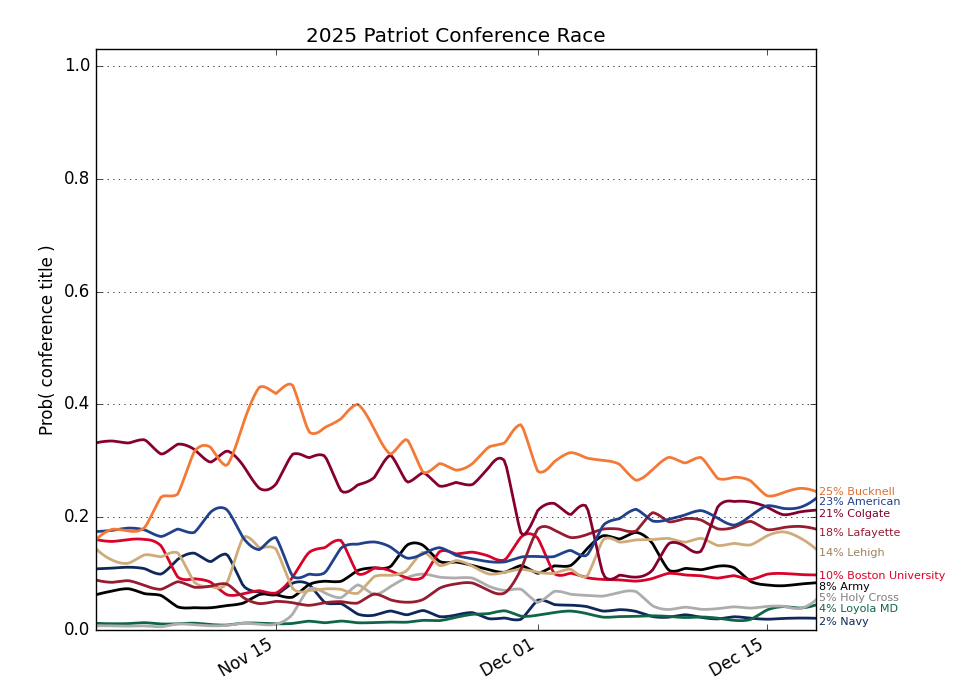 2025 Patriot Conference Race
Prob( conference title )
1.0
0.8
0.6
0.4
0.2
0.0
Nov 15
Dec 01
Dec 15
25% Bucknell
23% American
21% Colgate
18% Lafayette
14% Lehigh
10% Boston University
8% Army
5% Holy Cross
4% Loyola MD
2% Navy